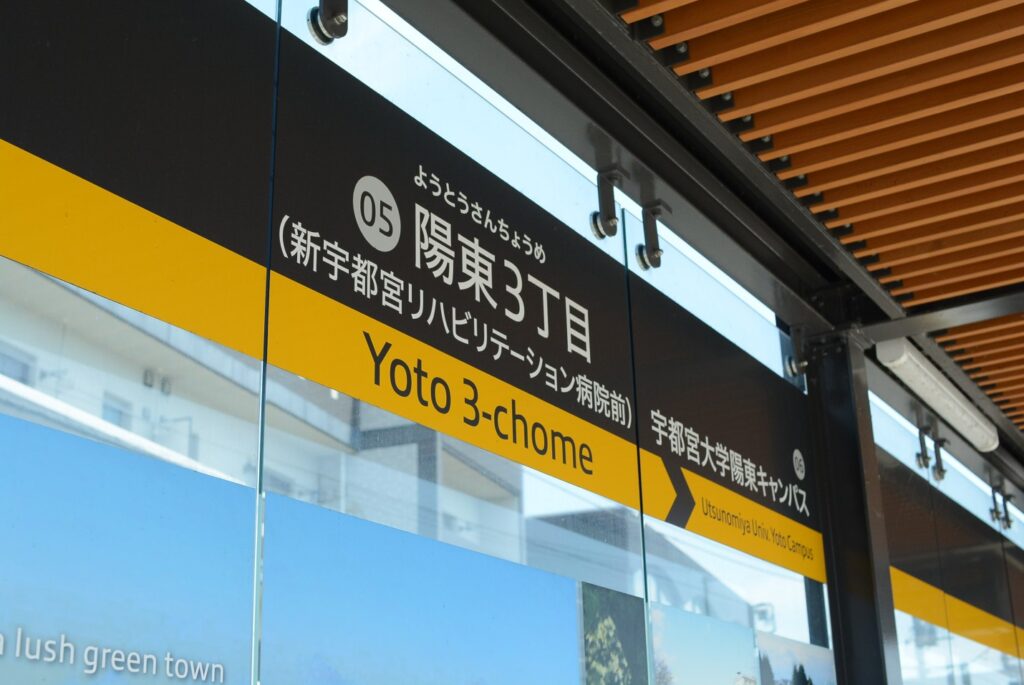 ようとうさんちょうめ
05 陽東3丁目
(新宇都宮リハビリテーション病院前)
Yoto 3-chome
宇都宮大学陽東キャンパス 06
Utsunomiya Univ. Yoto Campus
lush green town